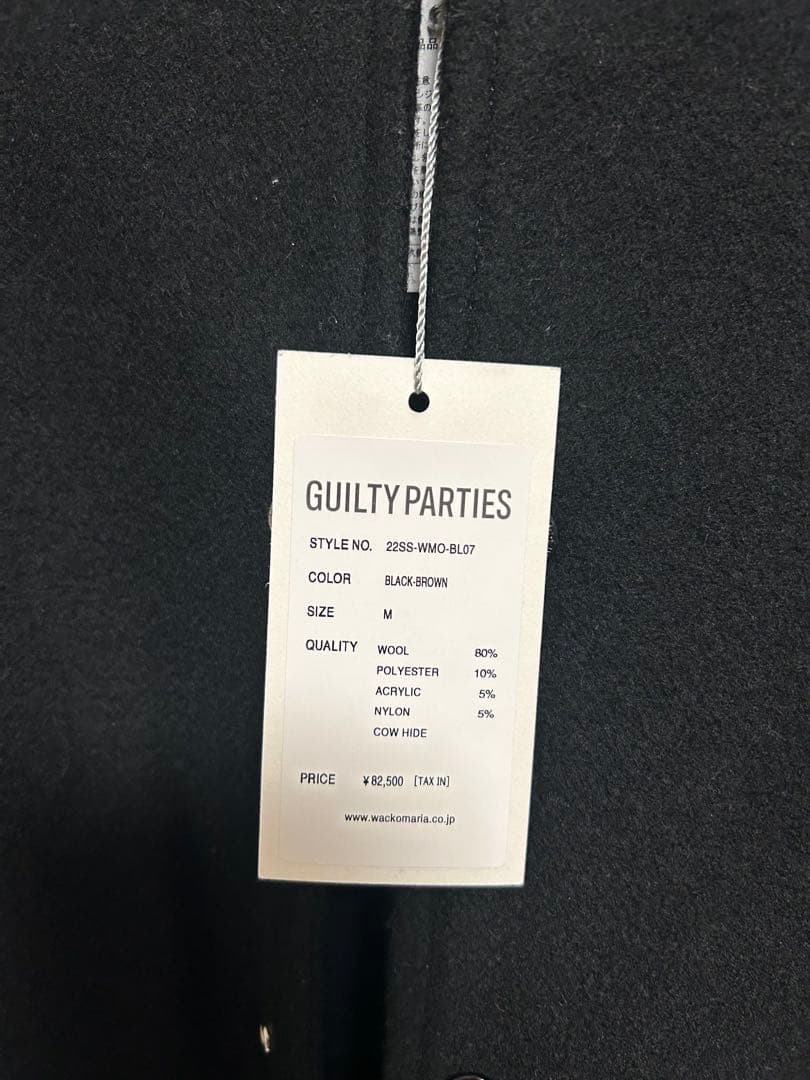 GUILTY PARTIES
STYLE NO. 22SS-WMO-BL07
COLOR BLACK-BROWN
SIZE M
QUALITY WOOL 80%
POLYESTER 10%
ACRYLIC 5%
NYLON 5%
COW HIDE
PRICE ¥82,500 [TAX IN]
www.wackomaria.co.jp